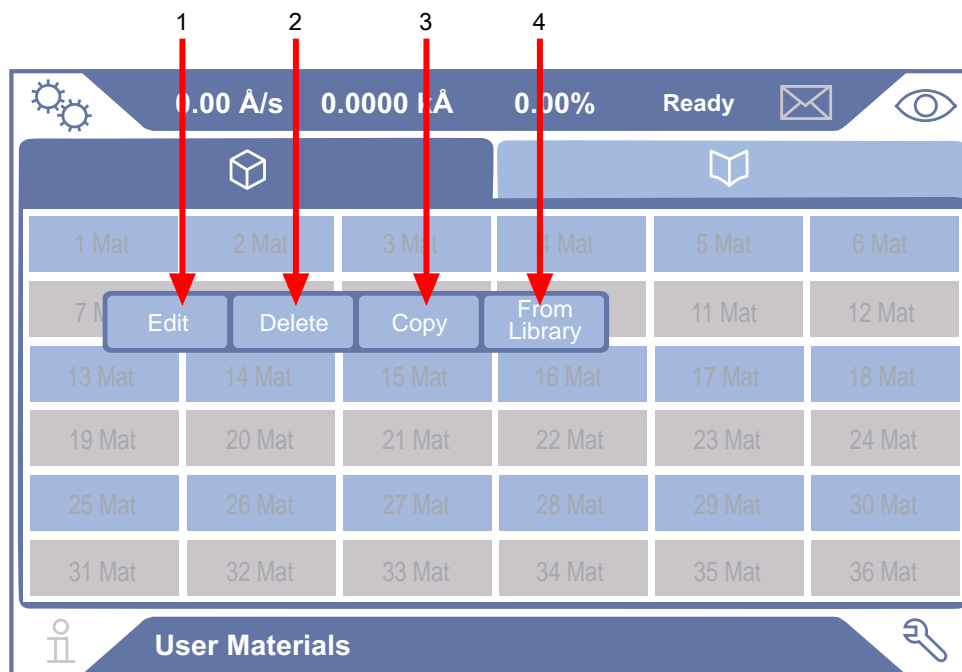 1 2 3 4
0.00 Å/s 0.0000 kÅ 0.00% Ready
1 Mat 2 Mat 3 Mat 4 Mat 5 Mat 6 Mat
11 Mat 12 Mat
Edit Delete Copy From Library
13 Mat 14 Mat 15 Mat 16 Mat 17 Mat 18 Mat
19 Mat 20 Mat 21 Mat 22 Mat 23 Mat 24 Mat
25 Mat 26 Mat 27 Mat 28 Mat 29 Mat 30 Mat
31 Mat 32 Mat 33 Mat 34 Mat 35 Mat 36 Mat
User Materials